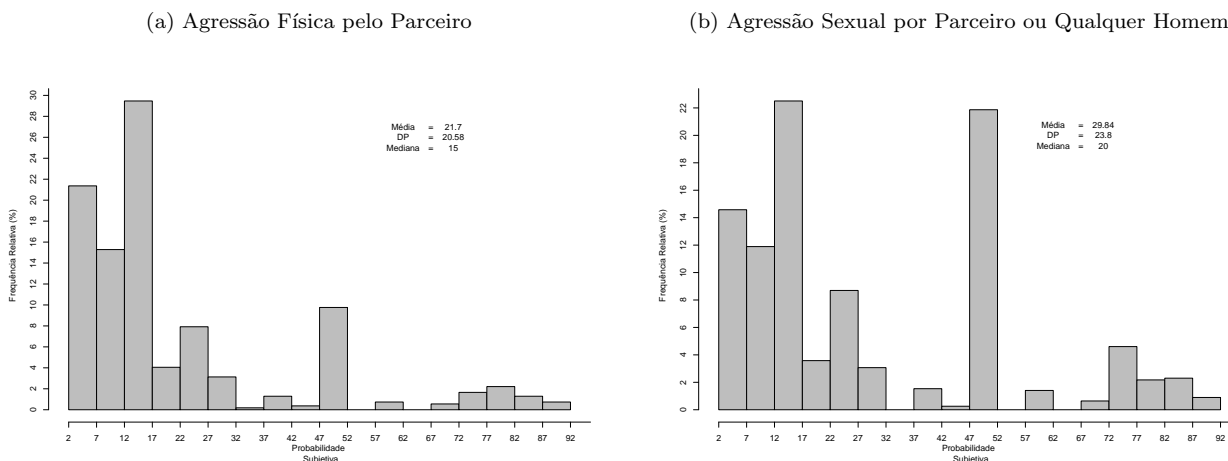 (a) Agressão Física pelo Parceiro
(b) Agressão Sexual por Parceiro ou Qualquer Homem
Frequência Relativa (%)
30
28
26
24
22
20
18
16
14
12
10
8
6
4
2
0
Média = 21.7
DP = 20.58
Mediana = 15
2 7 12 17 22 27 32 37 42 47 52 57 62 67 72 77 82 87 92
Probabilidade
Subjetiva
Frequência Relativa (%)
22
20
18
16
14
12
10
8
6
4
2
0
Média = 29.84
DP = 23.8
Mediana = 20
2 7 12 17 22 27 32 37 42 47 52 57 62 67 72 77 82 87 92
Probabilidade
Subjetiva